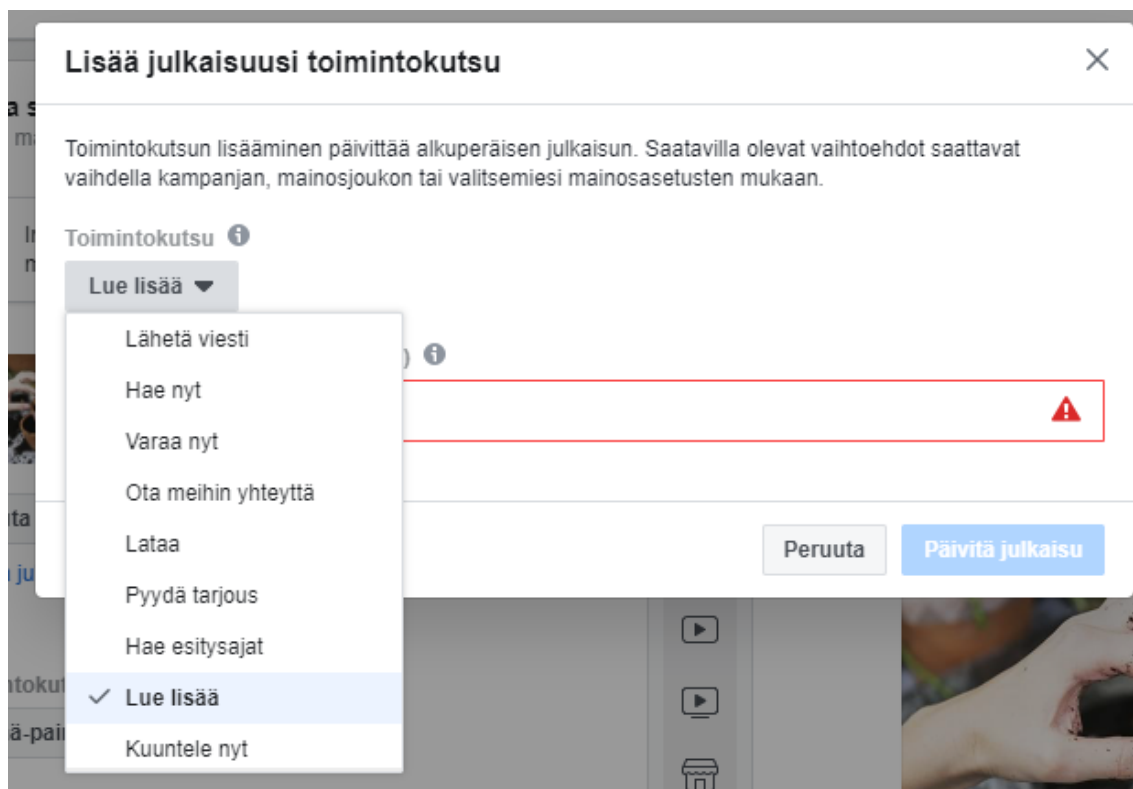 Lisää julkaisuusi toimintokutsu
Toimintokutsun lisääminen päivittää alkuperäisen julkaisun. Saatavilla olevat vaihtoehdot saattavat
vaihdella kampanjan, mainosjoukon tai valitsemiesi mainosasetusten mukaan.
Toimintokutsu
Lue lisää
Lähetä viesti
Hae nyt
Varaa nyt
Ota meihin yhteyttä
Lataa
Pyydä tarjous
Hae esitysajat
Lue lisää
Kuuntele nyt
Peruuta
Päivitä julkaisu